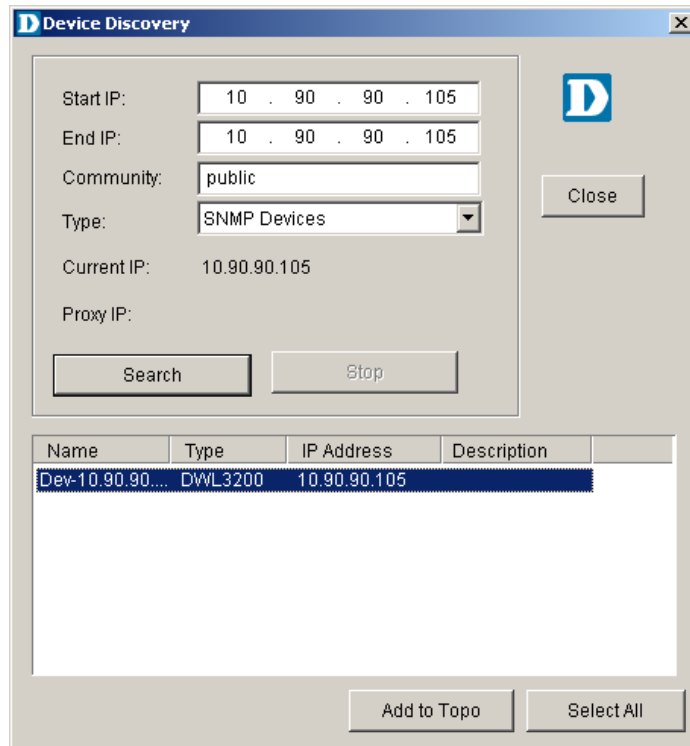 D Device Discovery
Start IP: 10 . 90 . 90 . 105
D
End IP: 10 . 90 . 90 . 105
Community: public
Close
Type: SNMP Devices
Current IP: 10.90.90.105
Proxy IP:
Search Stop
Name Type IP Address Description
Dev-10.90.90.... DWL3200 10.90.90.105
Add to Topo Select All